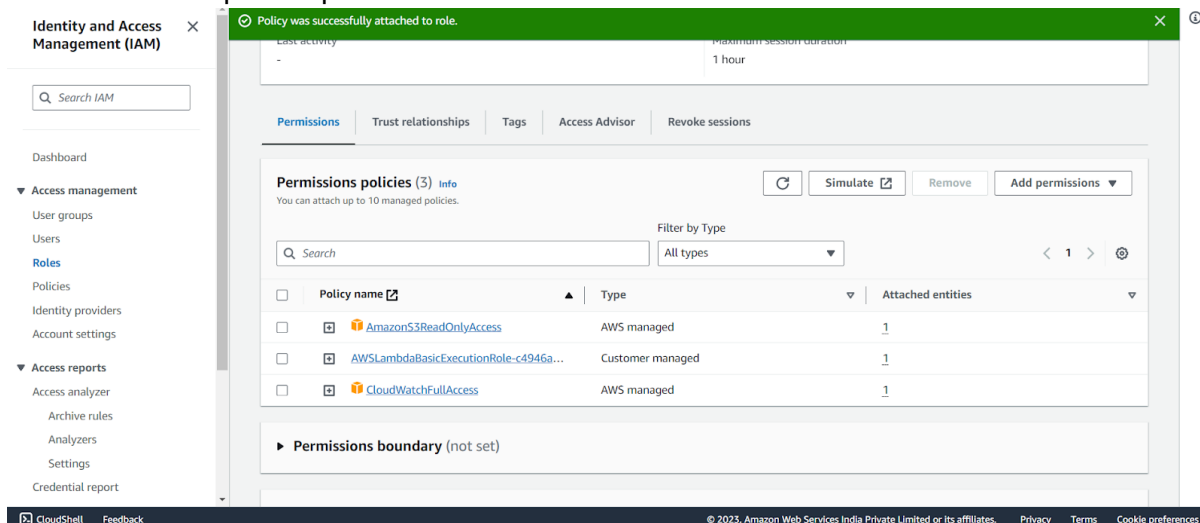 Identity and Access Management (IAM)
Search IAM
Dashboard
Access management
User groups
Users
Roles
Policies
Identity providers
Account settings
Access reports
Access analyzer
Archive rules
Analyzers
Settings
Credential report
Policy was successfully attached to role.
Last activity
-
Maximum session duration
1 hour
Permissions Trust relationships Tags Access Advisor Revoke sessions
Permissions policies (3) Info
You can attach up to 10 managed policies.
Simulate Remove Add permissions
Filter by Type
Search All types 1
Policy name Type Attached entities
AmazonS3ReadOnlyAccess AWS managed 1
AWSLambdaBasicExecutionRole-c4946a... Customer managed 1
CloudWatchFullAccess AWS managed 1
Permissions boundary (not set)
CloudShell Feedback © 2023, Amazon Web Services India Private Limited or its affiliates. Privacy Terms Cookie preferences